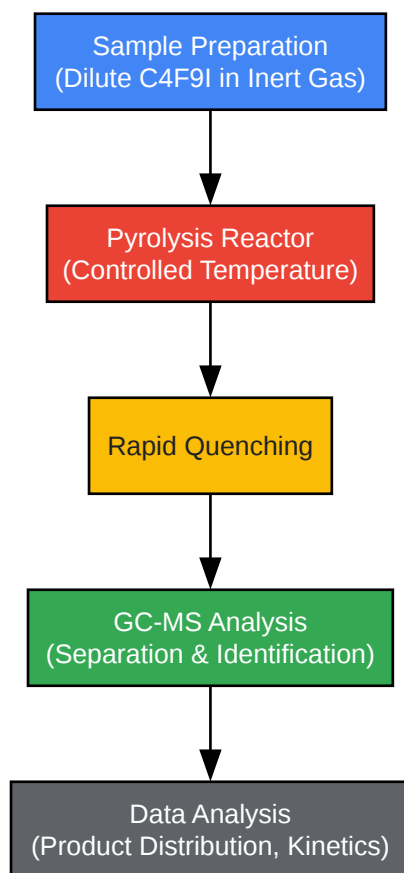 Sample Preparation
(Dilute C4F9I in Inert Gas)
Pyrolysis Reactor
(Controlled Temperature)
Rapid Quenching
GC-MS Analysis
(Separation & Identification)
Data Analysis
(Product Distribution, Kinetics)